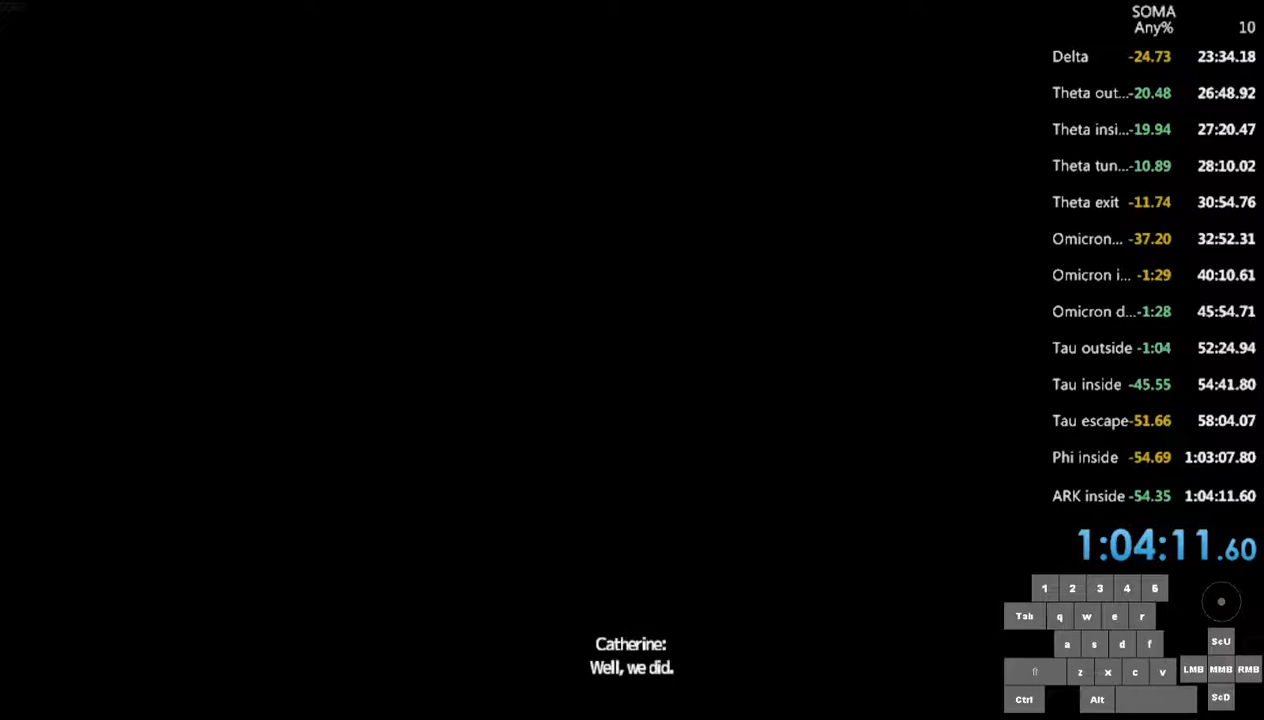 SOMA
Any% 10
Delta -24.73 23:34.18
Theta out...-20.48 26:48.92
Theta insi...-19.94 27:20.47
Theta tun...-10.89 28:10.02
Theta exit -11.74 30:54.76
Omicron... -37.20 32:52.31
Omicron i... -1:29 40:10.61
Omicron d...-1:28 45:54.71
Tau outside -1:04 52:24.94
Tau inside -45.55 54:41.80
Tau escape-51.66 58:04.07
Phi inside -54.69 1:03:07.80
ARK inside -54.35 1:04:11.60
1:04:11.60
1 2 3 4 5
Tab q w e r
a s d f ScU
⇧ z x c v LMB MMB RMB
Ctrl Alt ScD
Catherine:
Well, we did.